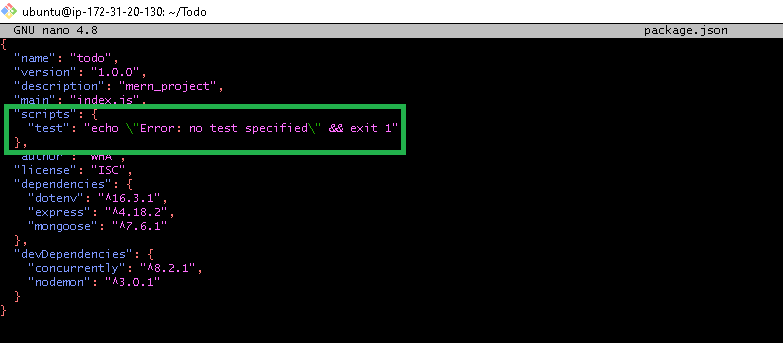 ubuntu@ip-172-31-20-130: ~/Todo
GNU nano 4.8 package.json
{
  "name": "todo",
  "version": "1.0.0",
  "description": "mern_project",
  "main": "index.js",
  "scripts": {
    "test": "echo \"Error: no test specified\" && exit 1"
  },
  "author": "WHA",
  "license": "ISC",
  "dependencies": {
    "dotenv": "^16.3.1",
    "express": "^4.18.2",
    "mongoose": "^7.6.1"
  },
  "devDependencies": {
    "concurrently": "^8.2.1",
    "nodemon": "^3.0.1"
  }
}